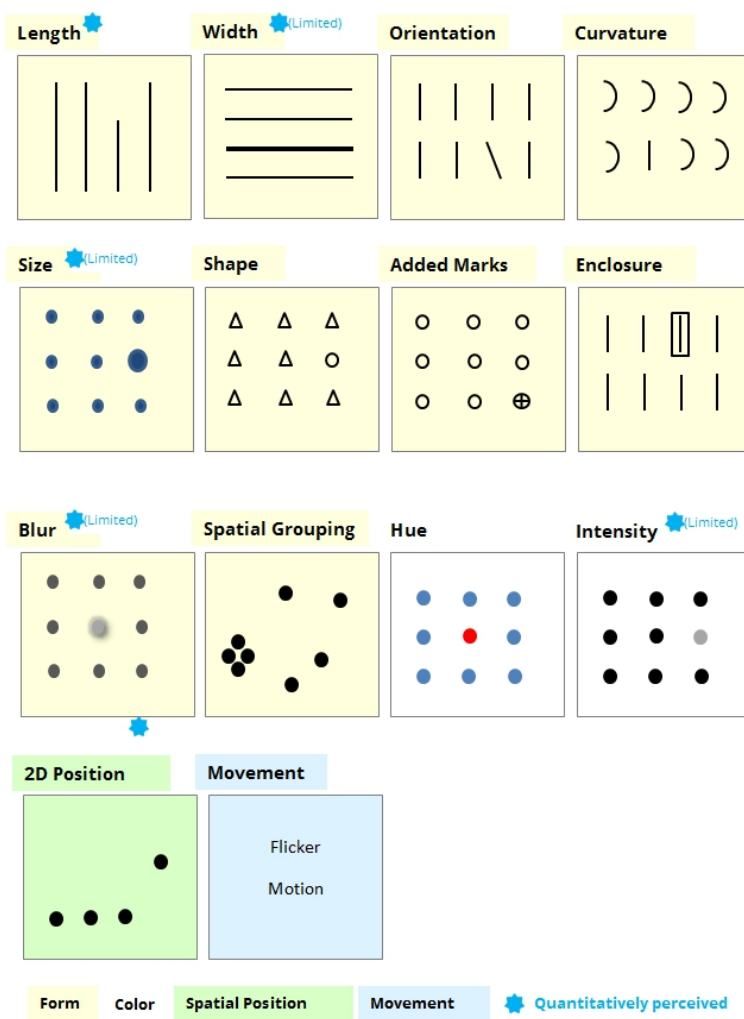 Length
Width (Limited)
Orientation
Curvature
Size (Limited)
Shape
Added Marks
Enclosure
Blur (Limited)
Spatial Grouping
Hue
Intensity (Limited)
2D Position
Movement
Flicker
Motion
Form Color Spatial Position Movement Quantitatively perceived